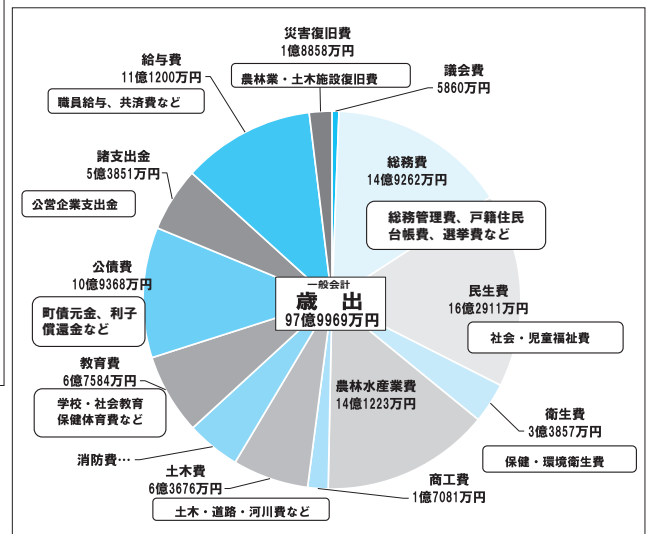 災害復旧費
1億8858万円
農林業・土木施設復旧費
議会費
5860万円
総務費
14億9262万円
総務管理費、戸籍住民
台帳費、選挙費など
民生費
16億2911万円
社会・児童福祉費
衛生費
3億3857万円
保健・環境衛生費
商工費
1億7081万円
農林水産業費
14億1223万円
土木費
6億3676万円
土木・道路・河川費など
消防費…
教育費
6億7584万円
学校・社会教育
保健体育費など
公債費
10億9368万円
町債元金、利子
償還金など
諸支出金
5億3851万円
公営企業支出金
給与費
11億1200万円
職員給与、共済費など
一般会計
歳 出
97億9969万円